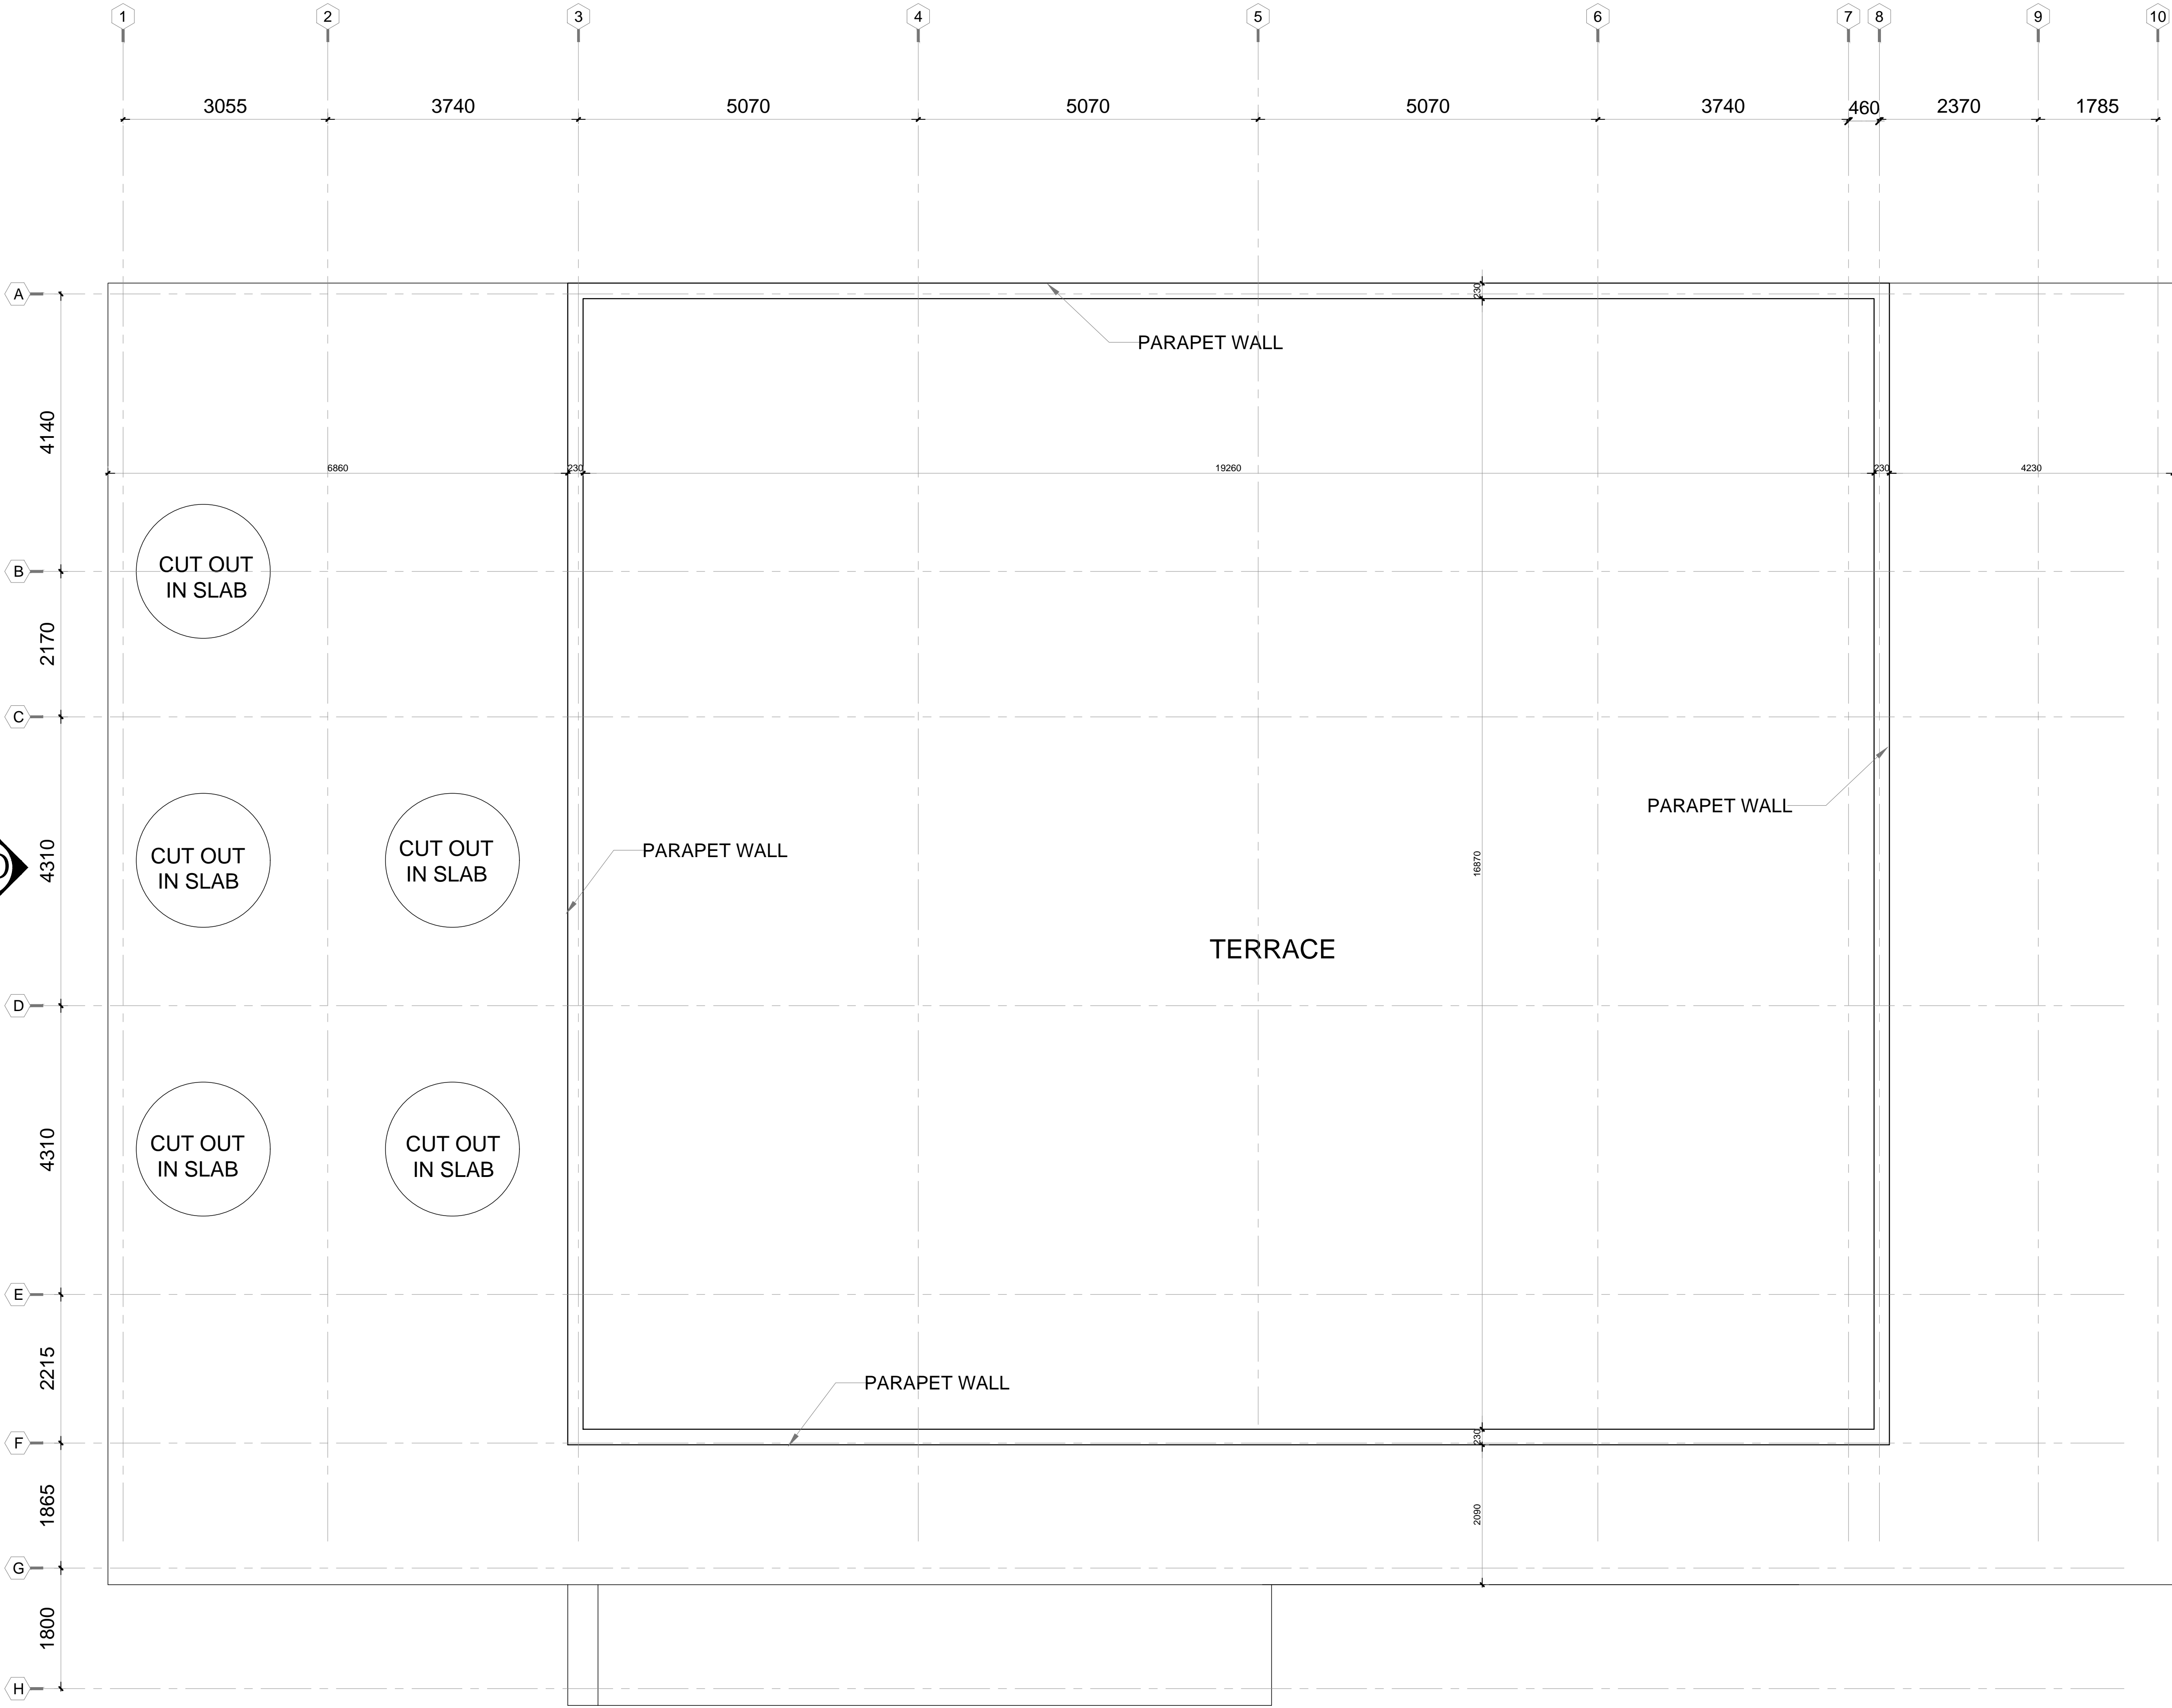 1 2 3 4 5 6 7 8 9 10
3055 3740 5070 5070 5070 3740 460 2370 1785
A
230
PARAPET WALL
4140
6860 230 19260 230 4230
B
CUT OUT
IN SLAB
2170
C
PARAPET WALL
4310
CUT OUT
IN SLAB
CUT OUT
IN SLAB
PARAPET WALL
16870
TERRACE
D
4310
CUT OUT
IN SLAB
CUT OUT
IN SLAB
E
2215
PARAPET WALL
F
230
1865
2090
G
1800
H